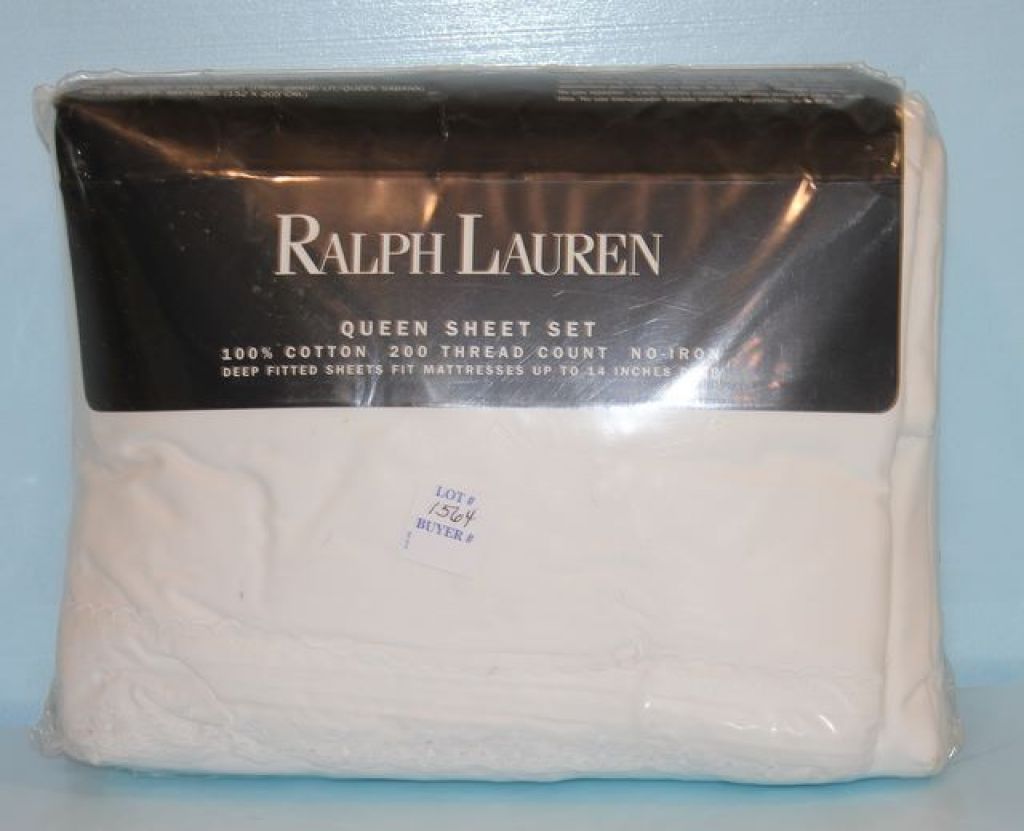 RALPH LAUREN
QUEEN SHEET SET
100% COTTON 200 THREAD COUNT NO-IRON
DEEP FITTED SHEETS FIT MATTRESSES UP TO 14 INCHES DEEP
LOT #
1564
BUYER #